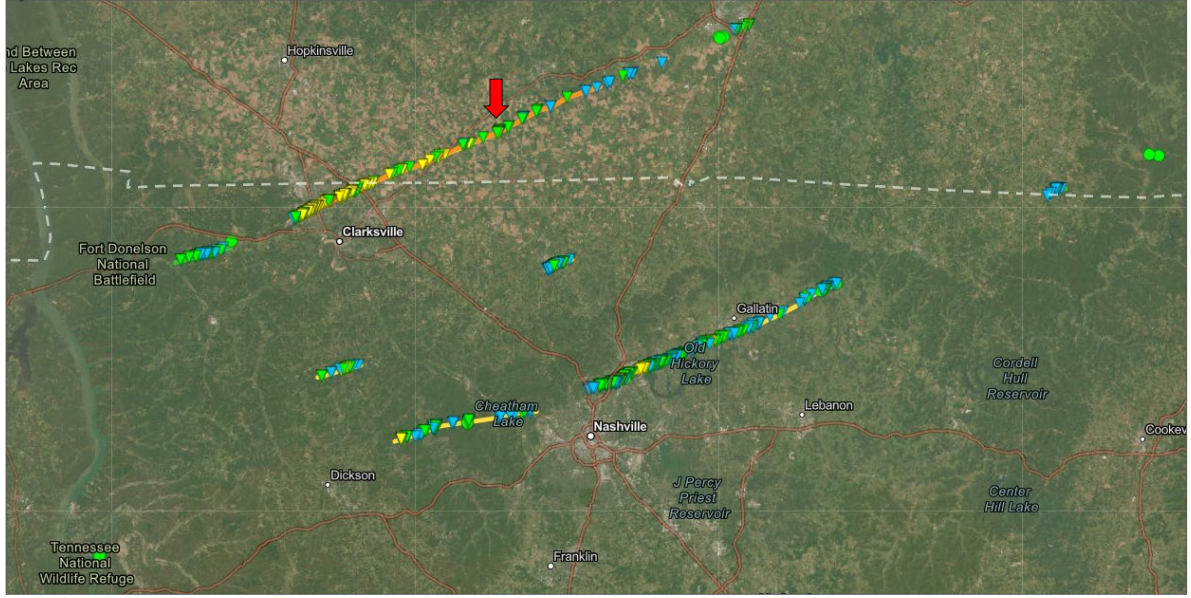 Hopkinsville
nd Between
Lakes Rec
Area
Clarksville
Fort Donelson
National
Battlefield
Gallatin
Old
Hickory
Lake
Cordell
Hull
Reservoir
Cheatham
Lake
Lebanon
Nashville
Cookev
Dickson
J Percy
Priest
Reservoir
Center
Hill Lake
Tennessee
National
Wildlife Refuge
Franklin